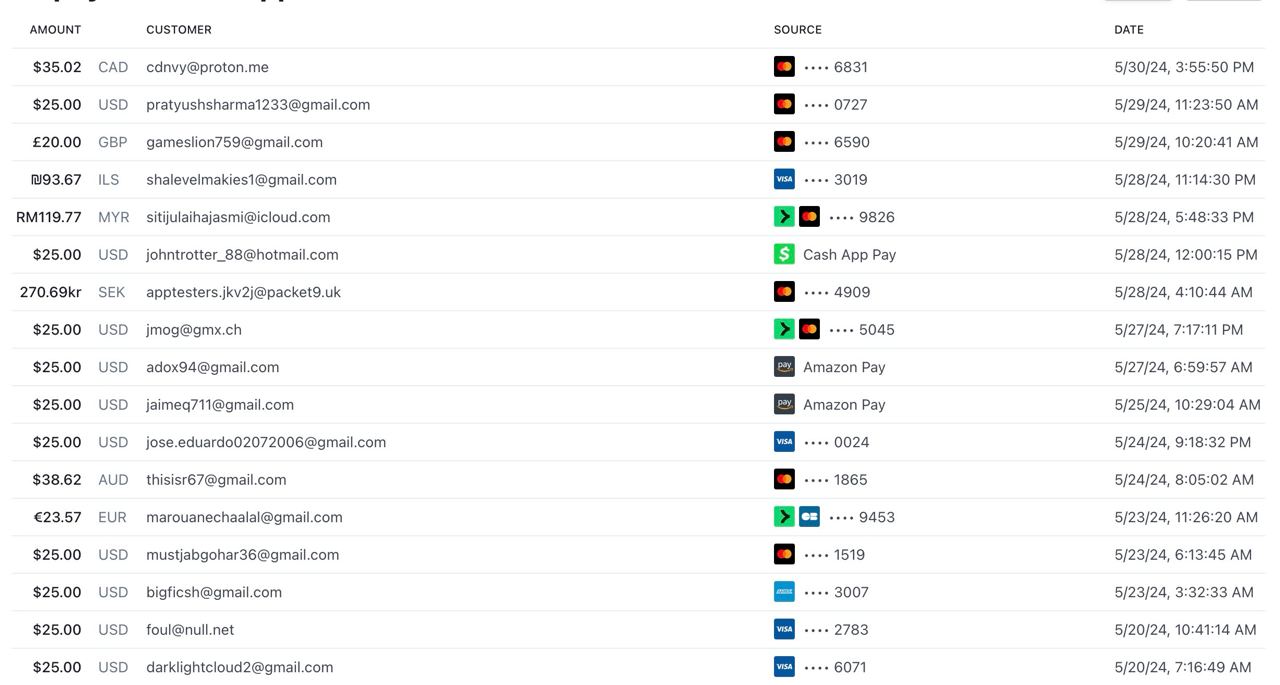 AMOUNT CUSTOMER SOURCE DATE
$35.02 CAD cdnvy@proton.me •••• 6831 5/30/24, 3:55:50 PM
$25.00 USD pratyushsharma1233@gmail.com •••• 0727 5/29/24, 11:23:50 AM
£20.00 GBP gameslion759@gmail.com •••• 6590 5/29/24, 10:20:41 AM
₪93.67 ILS shalevelmakies1@gmail.com VISA •••• 3019 5/28/24, 11:14:30 PM
RM119.77 MYR sitijulaihajasmi@icloud.com •••• 9826 5/28/24, 5:48:33 PM
$25.00 USD johntrotter_88@hotmail.com $ Cash App Pay 5/28/24, 12:00:15 PM
270.69kr SEK apptesters.jkv2j@packet9.uk •••• 4909 5/28/24, 4:10:44 AM
$25.00 USD jmog@gmx.ch •••• 5045 5/27/24, 7:17:11 PM
$25.00 USD adox94@gmail.com pay Amazon Pay 5/27/24, 6:59:57 AM
$25.00 USD jaimeq711@gmail.com pay Amazon Pay 5/25/24, 10:29:04 AM
$25.00 USD jose.eduardo02072006@gmail.com VISA •••• 0024 5/24/24, 9:18:32 PM
$38.62 AUD thisisr67@gmail.com •••• 1865 5/24/24, 8:05:02 AM
€23.57 EUR marouanechaalal@gmail.com •••• 9453 5/23/24, 11:26:20 AM
$25.00 USD mustjabgohar36@gmail.com •••• 1519 5/23/24, 6:13:45 AM
$25.00 USD bigficsh@gmail.com •••• 3007 5/23/24, 3:32:33 AM
$25.00 USD foul@null.net VISA •••• 2783 5/20/24, 10:41:14 AM
$25.00 USD darklightcloud2@gmail.com VISA •••• 6071 5/20/24, 7:16:49 AM